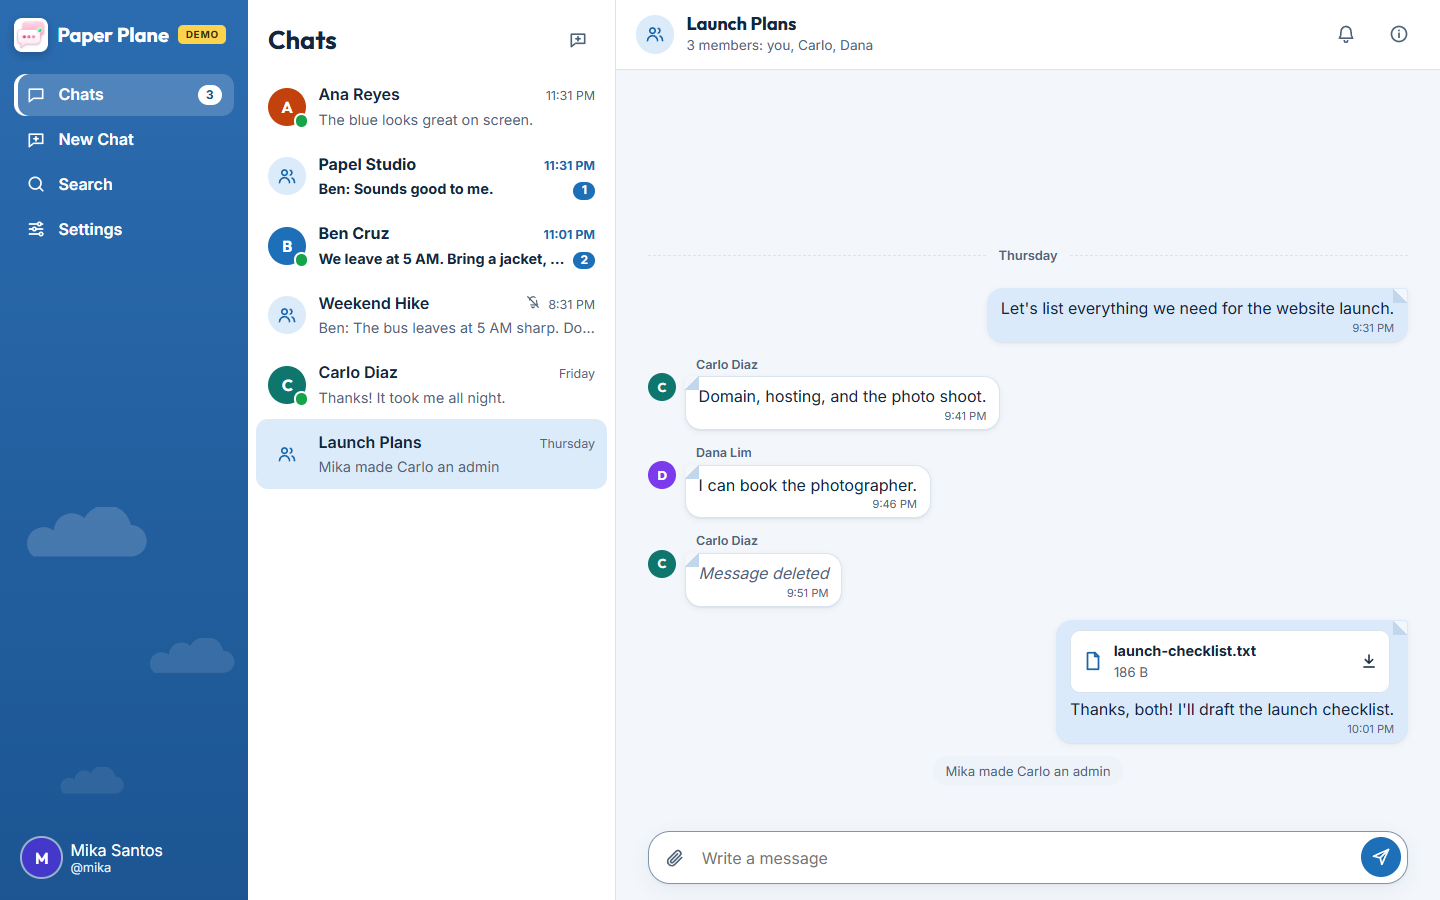 Paper Plane DEMO
Chats 3
New Chat
Search
Settings
M Mika Santos
@mika
Chats
A Ana Reyes 11:31 PM
The blue looks great on screen.
Papel Studio 11:31 PM
Ben: Sounds good to me. 1
B Ben Cruz 11:01 PM
We leave at 5 AM. Bring a jacket, ... 2
Weekend Hike 8:31 PM
Ben: The bus leaves at 5 AM sharp. Do...
C Carlo Diaz Friday
Thanks! It took me all night.
Launch Plans Thursday
Mika made Carlo an admin
Launch Plans
3 members: you, Carlo, Dana
Thursday
Let's list everything we need for the website launch.
9:31 PM
Carlo Diaz
C Domain, hosting, and the photo shoot.
9:41 PM
Dana Lim
D I can book the photographer.
9:46 PM
Carlo Diaz
C Message deleted
9:51 PM
launch-checklist.txt
186 B
Thanks, both! I'll draft the launch checklist.
10:01 PM
Mika made Carlo an admin
Write a message